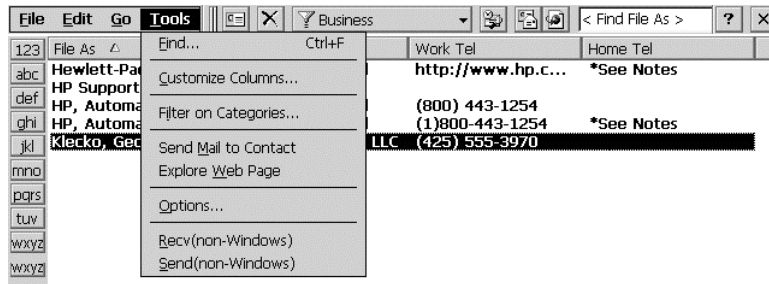 File Edit Go Tools Business < Find File As > ?
123 File As Work Tel Home Tel
Find... Ctrl+F
Customize Columns...
Filter on Categories...
Send Mail to Contact
Explore Web Page
Options...
Recv(non-Windows)
Send(non-Windows)
abc Hewlett-Pa http://www.hp.c... *See Notes
HP Support
def HP, Automa (800) 443-1254
ghi HP, Automa (1)800-443-1254 *See Notes
jkl Klecko, Geo LLC (425) 555-3970
mno
pqrs
tuv
wxyz
wxyz